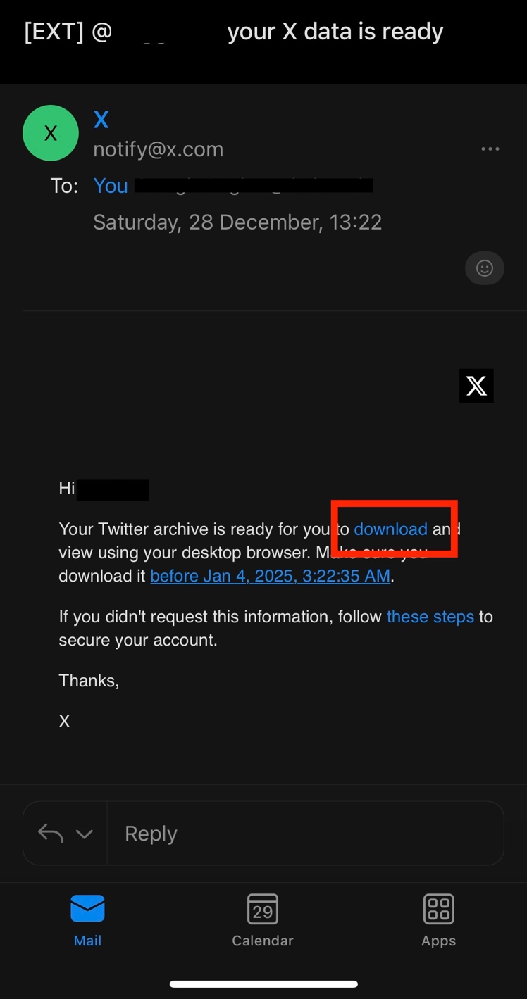 [EXT] @ your X data is ready
X
X
notify@x.com
To: You
Saturday, 28 December, 13:22
X
Hi
Your Twitter archive is ready for you to download and
view using your desktop browser. Make sure you
download it before Jan 4, 2025, 3:22:35 AM.
If you didn't request this information, follow these steps to
secure your account.
Thanks,
X
Reply
29
Mail
Calendar
Apps